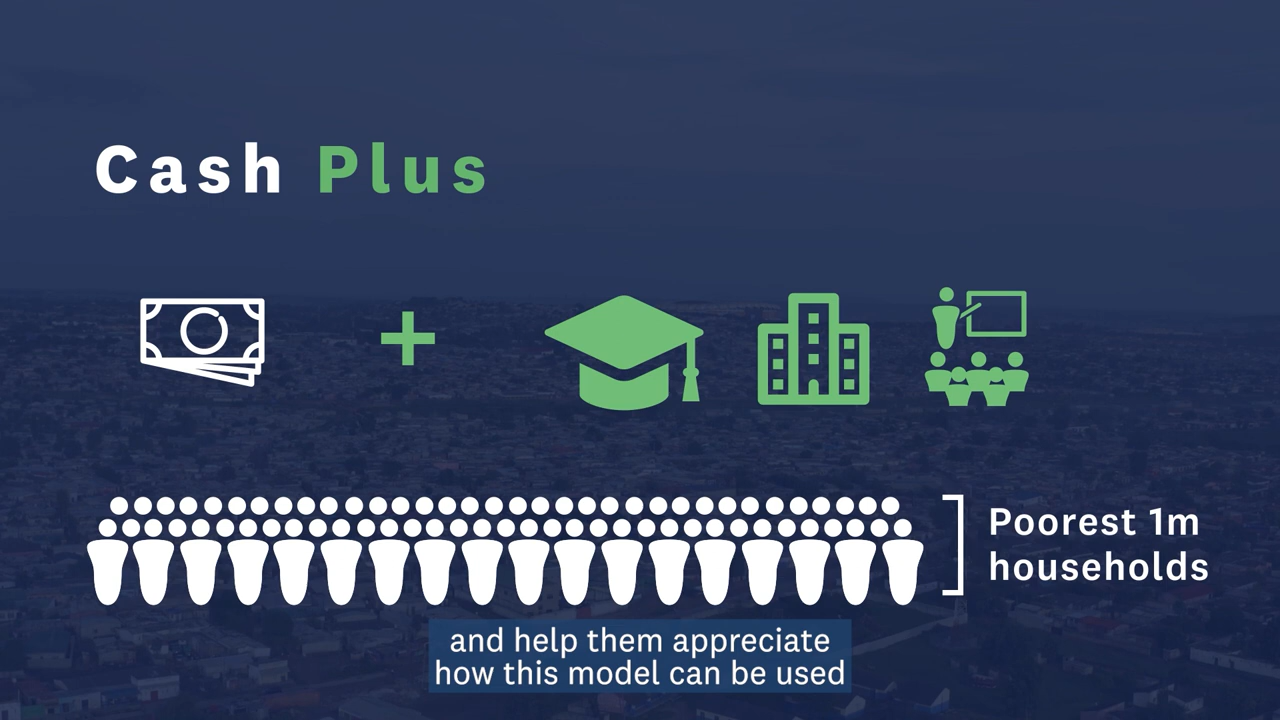 Cash Plus
Poorest 1m
households
and help them appreciate
how this model can be used